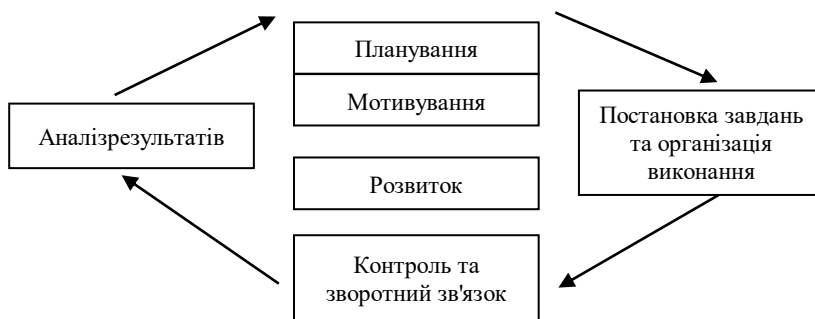 Планування
Мотивування
Аналізрезультатів
Постановка завдань
та організація
виконання
Розвиток
Контроль та
зворотний зв'язок